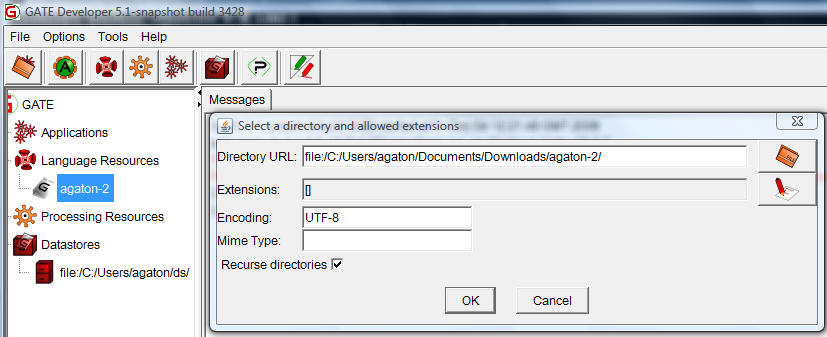 GATE Developer 5.1-snapshot build 3428
File Options Tools Help
GATE
Applications
Language Resources
agaton-2
Processing Resources
Datastores
file:/C:/Users/agaton/ds/
Messages
Select a directory and allowed extensions
Directory URL: file:/C:/Users/agaton/Documents/Downloads/agaton-2/
Extensions: []
Encoding: UTF-8
Mime Type:
Recurse directories
OK Cancel